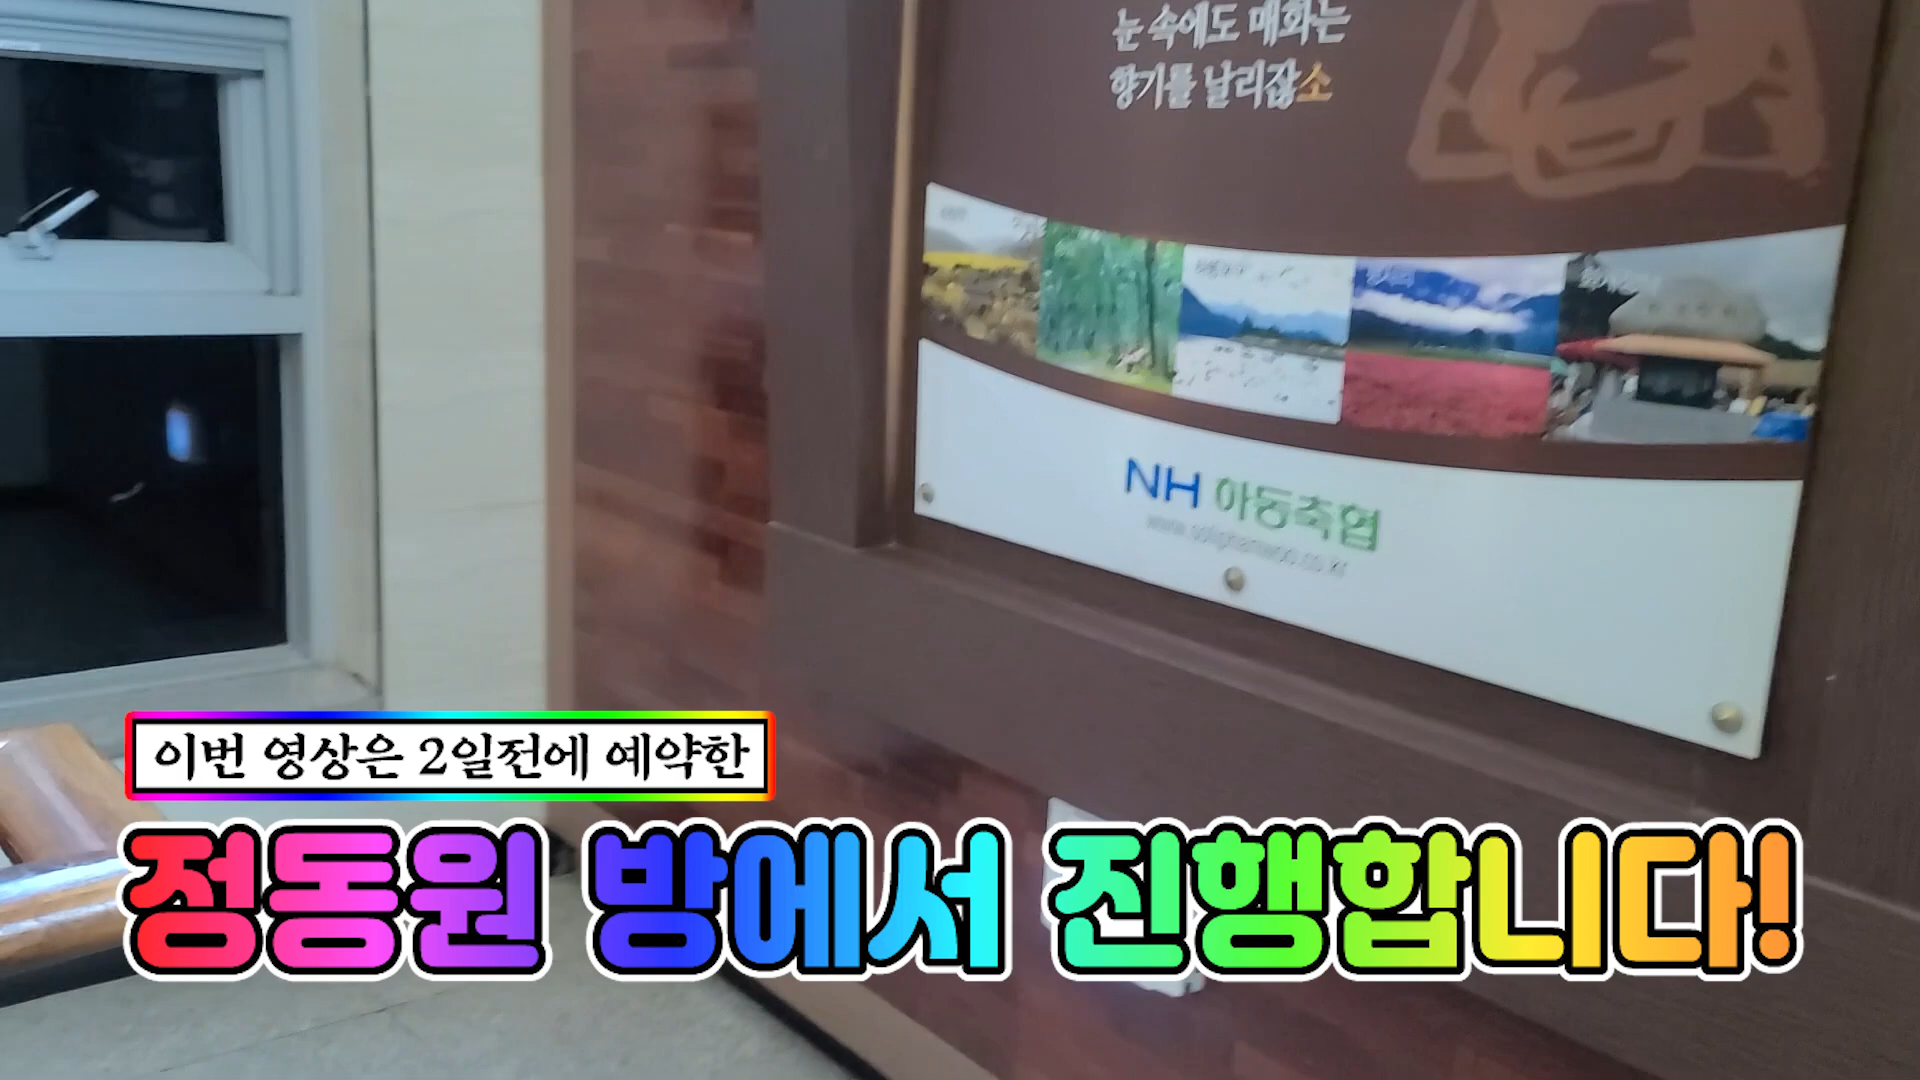 눈 속에도 매화는
향기를 날리잖소
NH 하동축협
이번 영상은 2일전에 예약한
정동원 방에서 진행합니다!